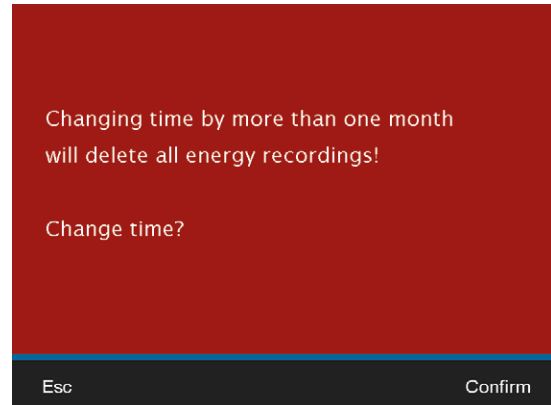 Changing time by more than one month
will delete all energy recordings!
Change time?
Esc
Confirm